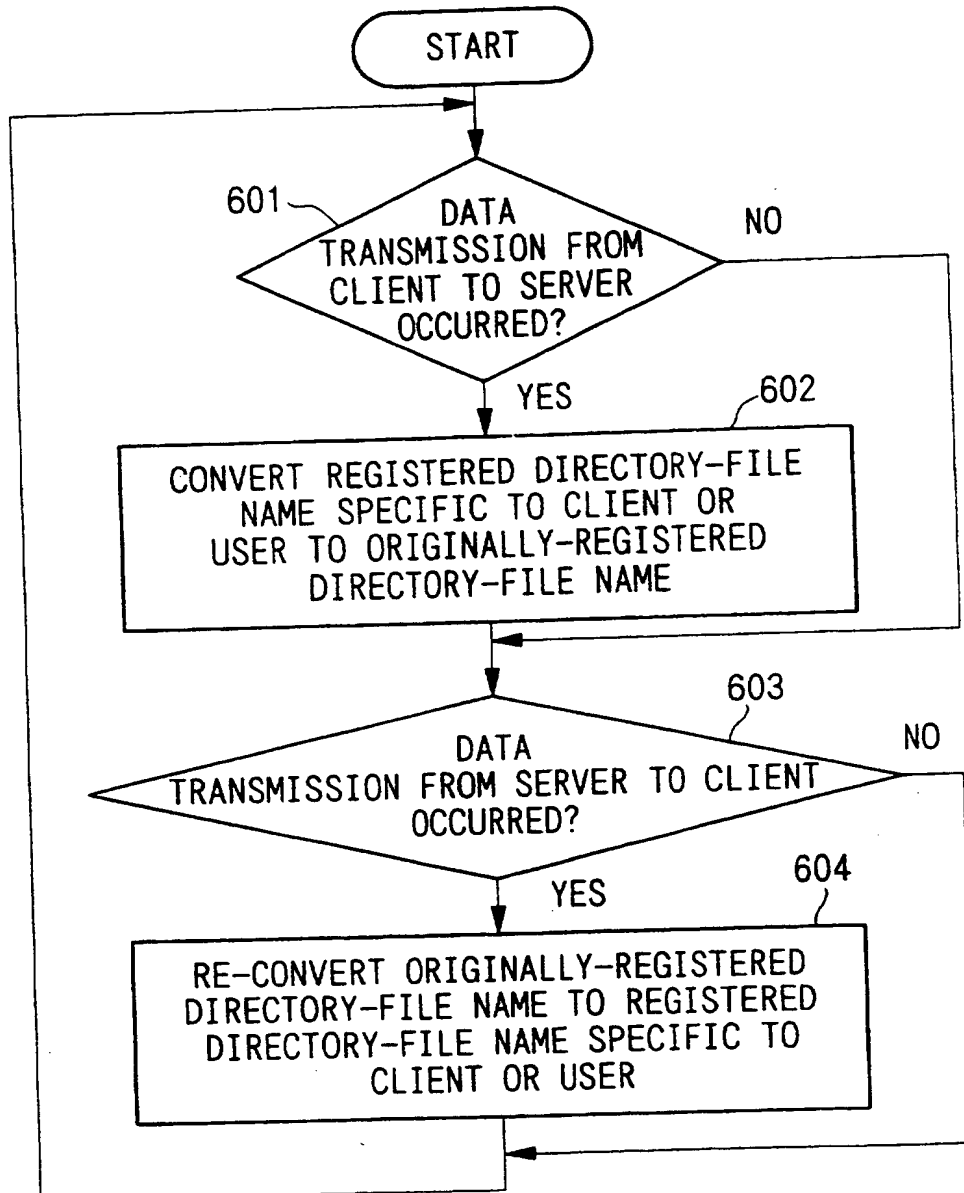 START
601
DATA
TRANSMISSION FROM
CLIENT TO SERVER
OCCURRED?
NO
YES
602
CONVERT REGISTERED DIRECTORY-FILE
NAME SPECIFIC TO CLIENT OR
USER TO ORIGINALLY-REGISTERED
DIRECTORY-FILE NAME
603
DATA
TRANSMISSION FROM SERVER TO CLIENT
OCCURRED?
NO
YES
604
RE-CONVERT ORIGINALLY-REGISTERED
DIRECTORY-FILE NAME TO REGISTERED
DIRECTORY-FILE NAME SPECIFIC TO
CLIENT OR USER